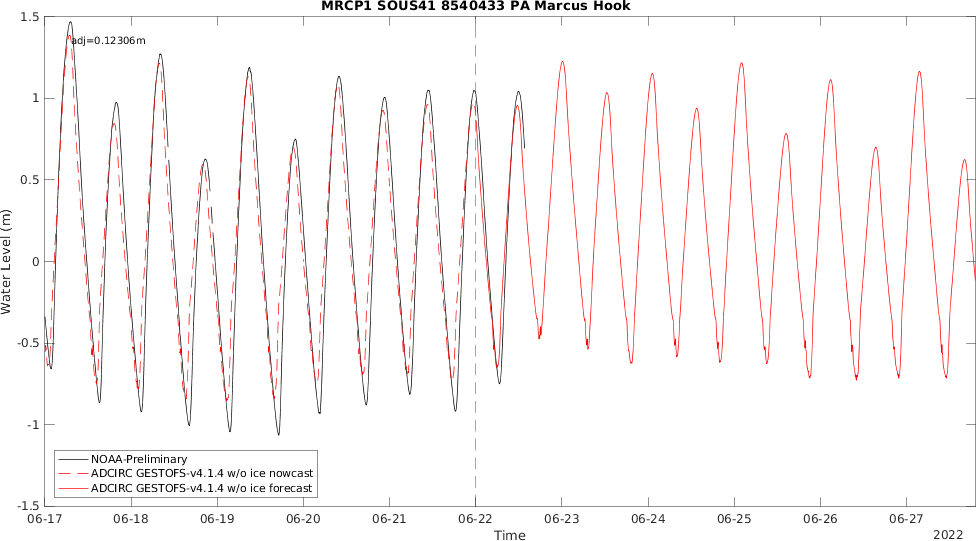 MRCP1 SOUS41 8540433 PA Marcus Hook
1.5
adj=0.12306m
1
0.5
0
-0.5
-1
-1.5
Water Level (m)
NOAA-Preliminary
ADCIRC GESTOFS-v4.1.4 w/o ice nowcast
ADCIRC GESTOFS-v4.1.4 w/o ice forecast
06-17 06-18 06-19 06-20 06-21 06-22 06-23 06-24 06-25 06-26 06-27
Time
2022